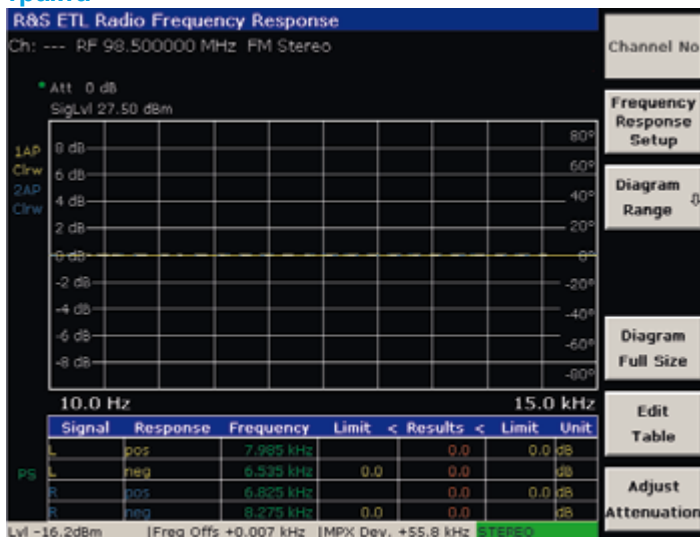 R&S ETL Radio Frequency Response
Ch: --- RF 98.500000 MHz FM Stereo
Att 0 dB
SigLvl 27.50 dBm
1AP
Clrw
2AP
Clrw
8 dB
6 dB
4 dB
2 dB
0 dB
-2 dB
-4 dB
-6 dB
-8 dB
80°
60°
40°
20°
0°
-20°
-40°
-60°
-80°
10.0 Hz 15.0 kHz
Signal Response Frequency Limit < Results < Limit Unit
L pos 7.985 kHz 0.0 0.0 dB
L neg 6.535 kHz 0.0 0.0 dB
R pos 6.825 kHz 0.0 0.0 dB
R neg 8.275 kHz 0.0 0.0 dB
PS
Lvl -16.2dBm |Freq Offs +0.007 kHz |MPX Dev. +55.8 kHz STEREO
Channel No
Frequency
Response
Setup
Diagram
Range
Diagram
Full Size
Edit
Table
Adjust
Attenuation